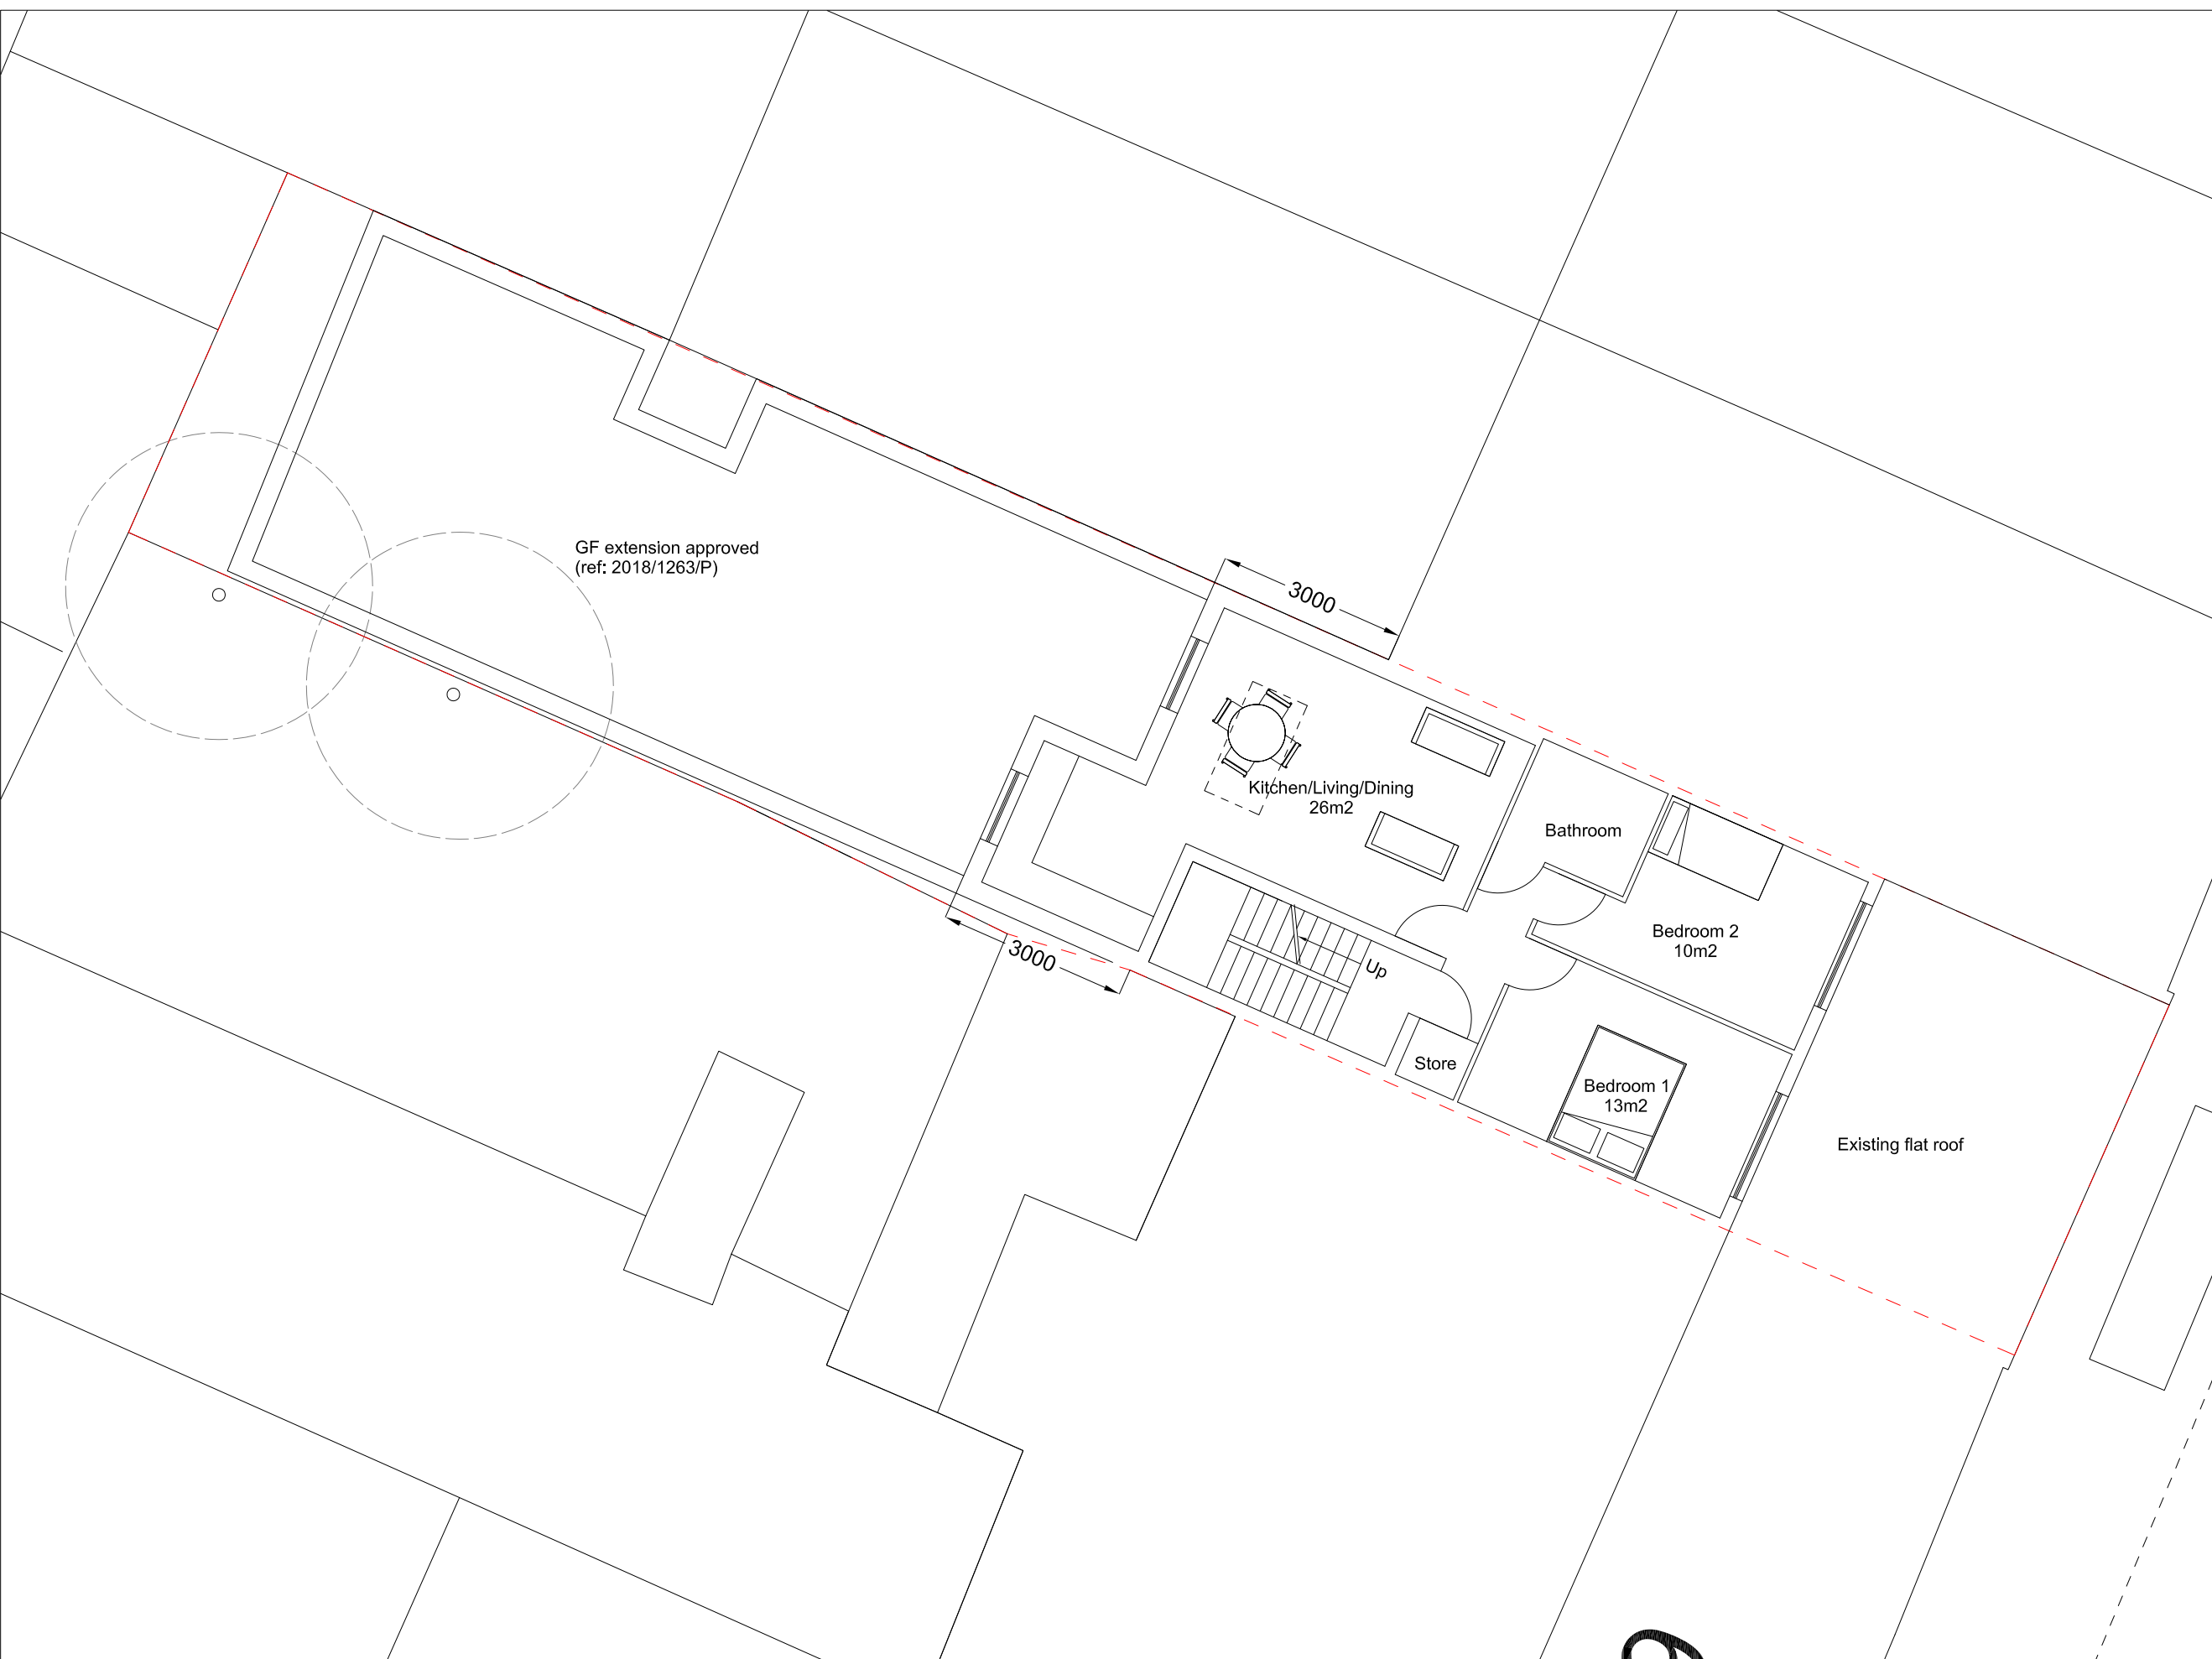 GF extension approved
(ref: 2018/1263/P)
3000
Kitchen/Living/Dining
26m2
Bathroom
Bedroom 2
10m2
3000
Up
Store
Bedroom 1
13m2
Existing flat roof